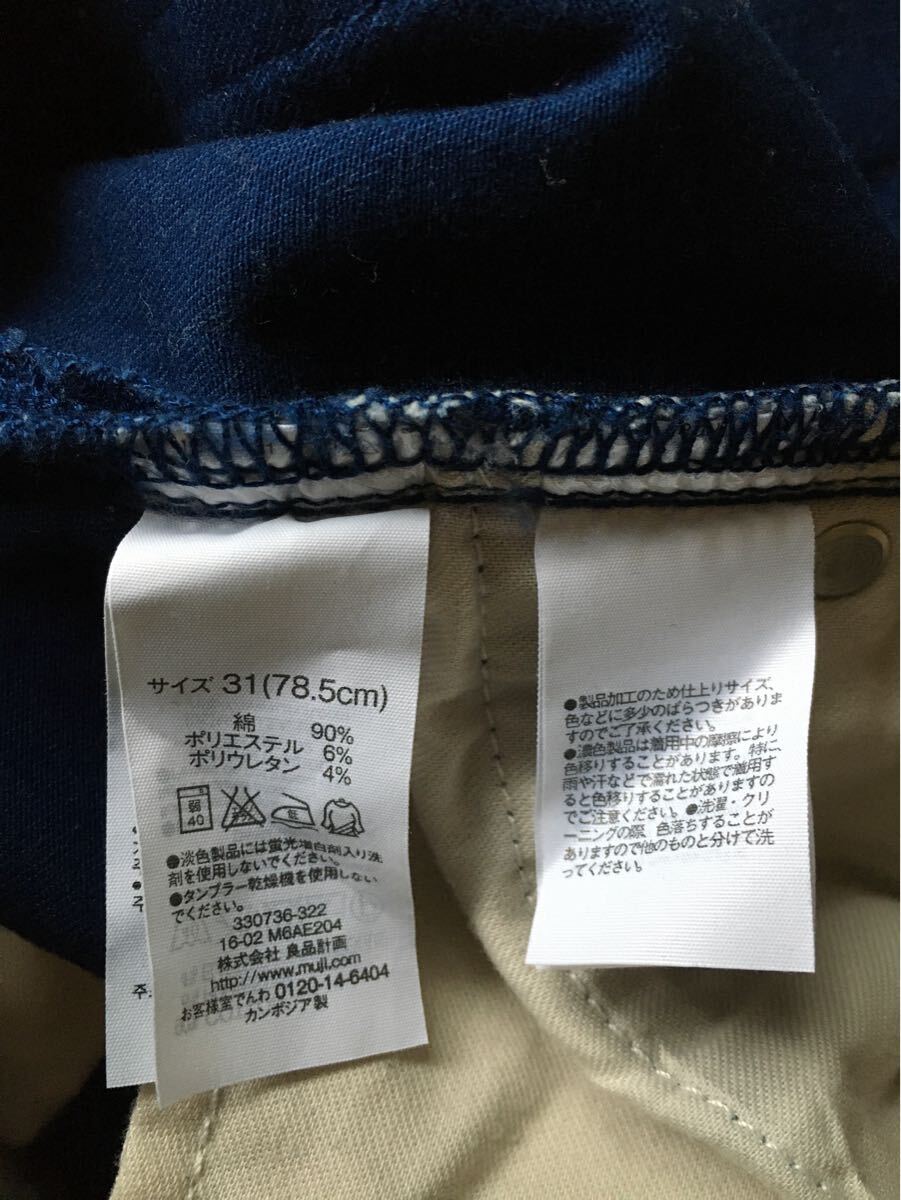 サイズ 31(78.5cm)
綿 90%
ポリエステル 6%
ポリウレタン 4%
弱
40
低
●淡色製品には蛍光増白剤入り洗
剤を使用しないでください。
●タンブラー乾燥機を使用しない
でください。
330736-322
16-02 M6AE204
株式会社 良品計画
http://www.muji.com
お客様室でんわ 0120-14-6404
カンボジア製
주
주
●製品加工のため仕上りサイズ、
色などに多少のばらつきがありま
すのでご了承ください。
●濃色製品は着用中の摩擦により
色移りすることがあります。特に、
雨や汗などで濡れた状態で着用す
ると色移りすることがありますの
でご注意ください。●洗濯・クリ
ーニングの際、色落ちすることが
ありますので他のものと分けて洗
ってください。